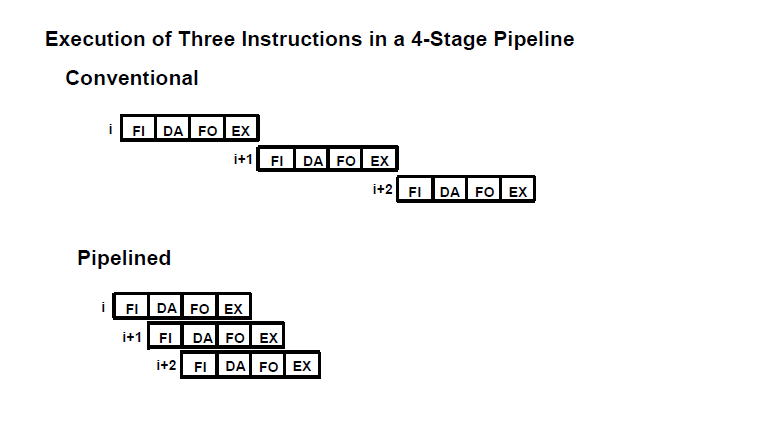 Execution of Three Instructions in a 4-Stage Pipeline
Conventional
i FI DA FO EX
i+1 FI DA FO EX
i+2 FI DA FO EX
Pipelined
i FI DA FO EX
i+1 FI DA FO EX
i+2 FI DA FO EX